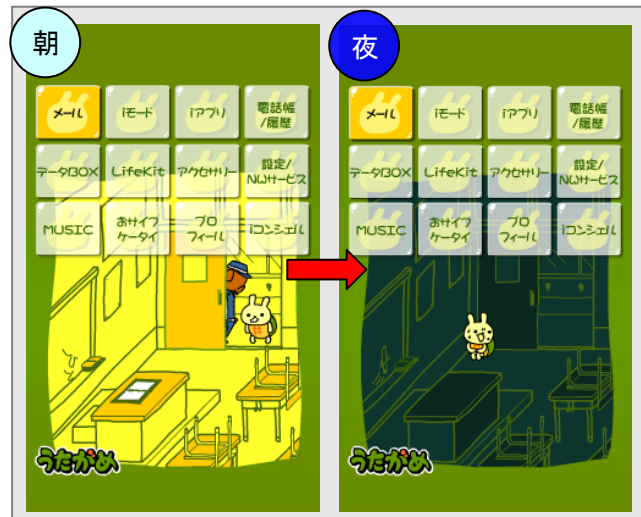 朝
メール
iモード
iアプリ
電話帳
/履歴
データBOX
LifeKit
アクセサリー
設定/
NWサービス
MUSIC
おサイフ
ケータイ
プロ
フィール
iコンシェル
うたがめ
夜
メール
iモード
iアプリ
電話帳
/履歴
データBOX
LifeKit
アクセサリー
設定/
NWサービス
MUSIC
おサイフ
ケータイ
プロ
フィール
iコンシェル
うたがめ